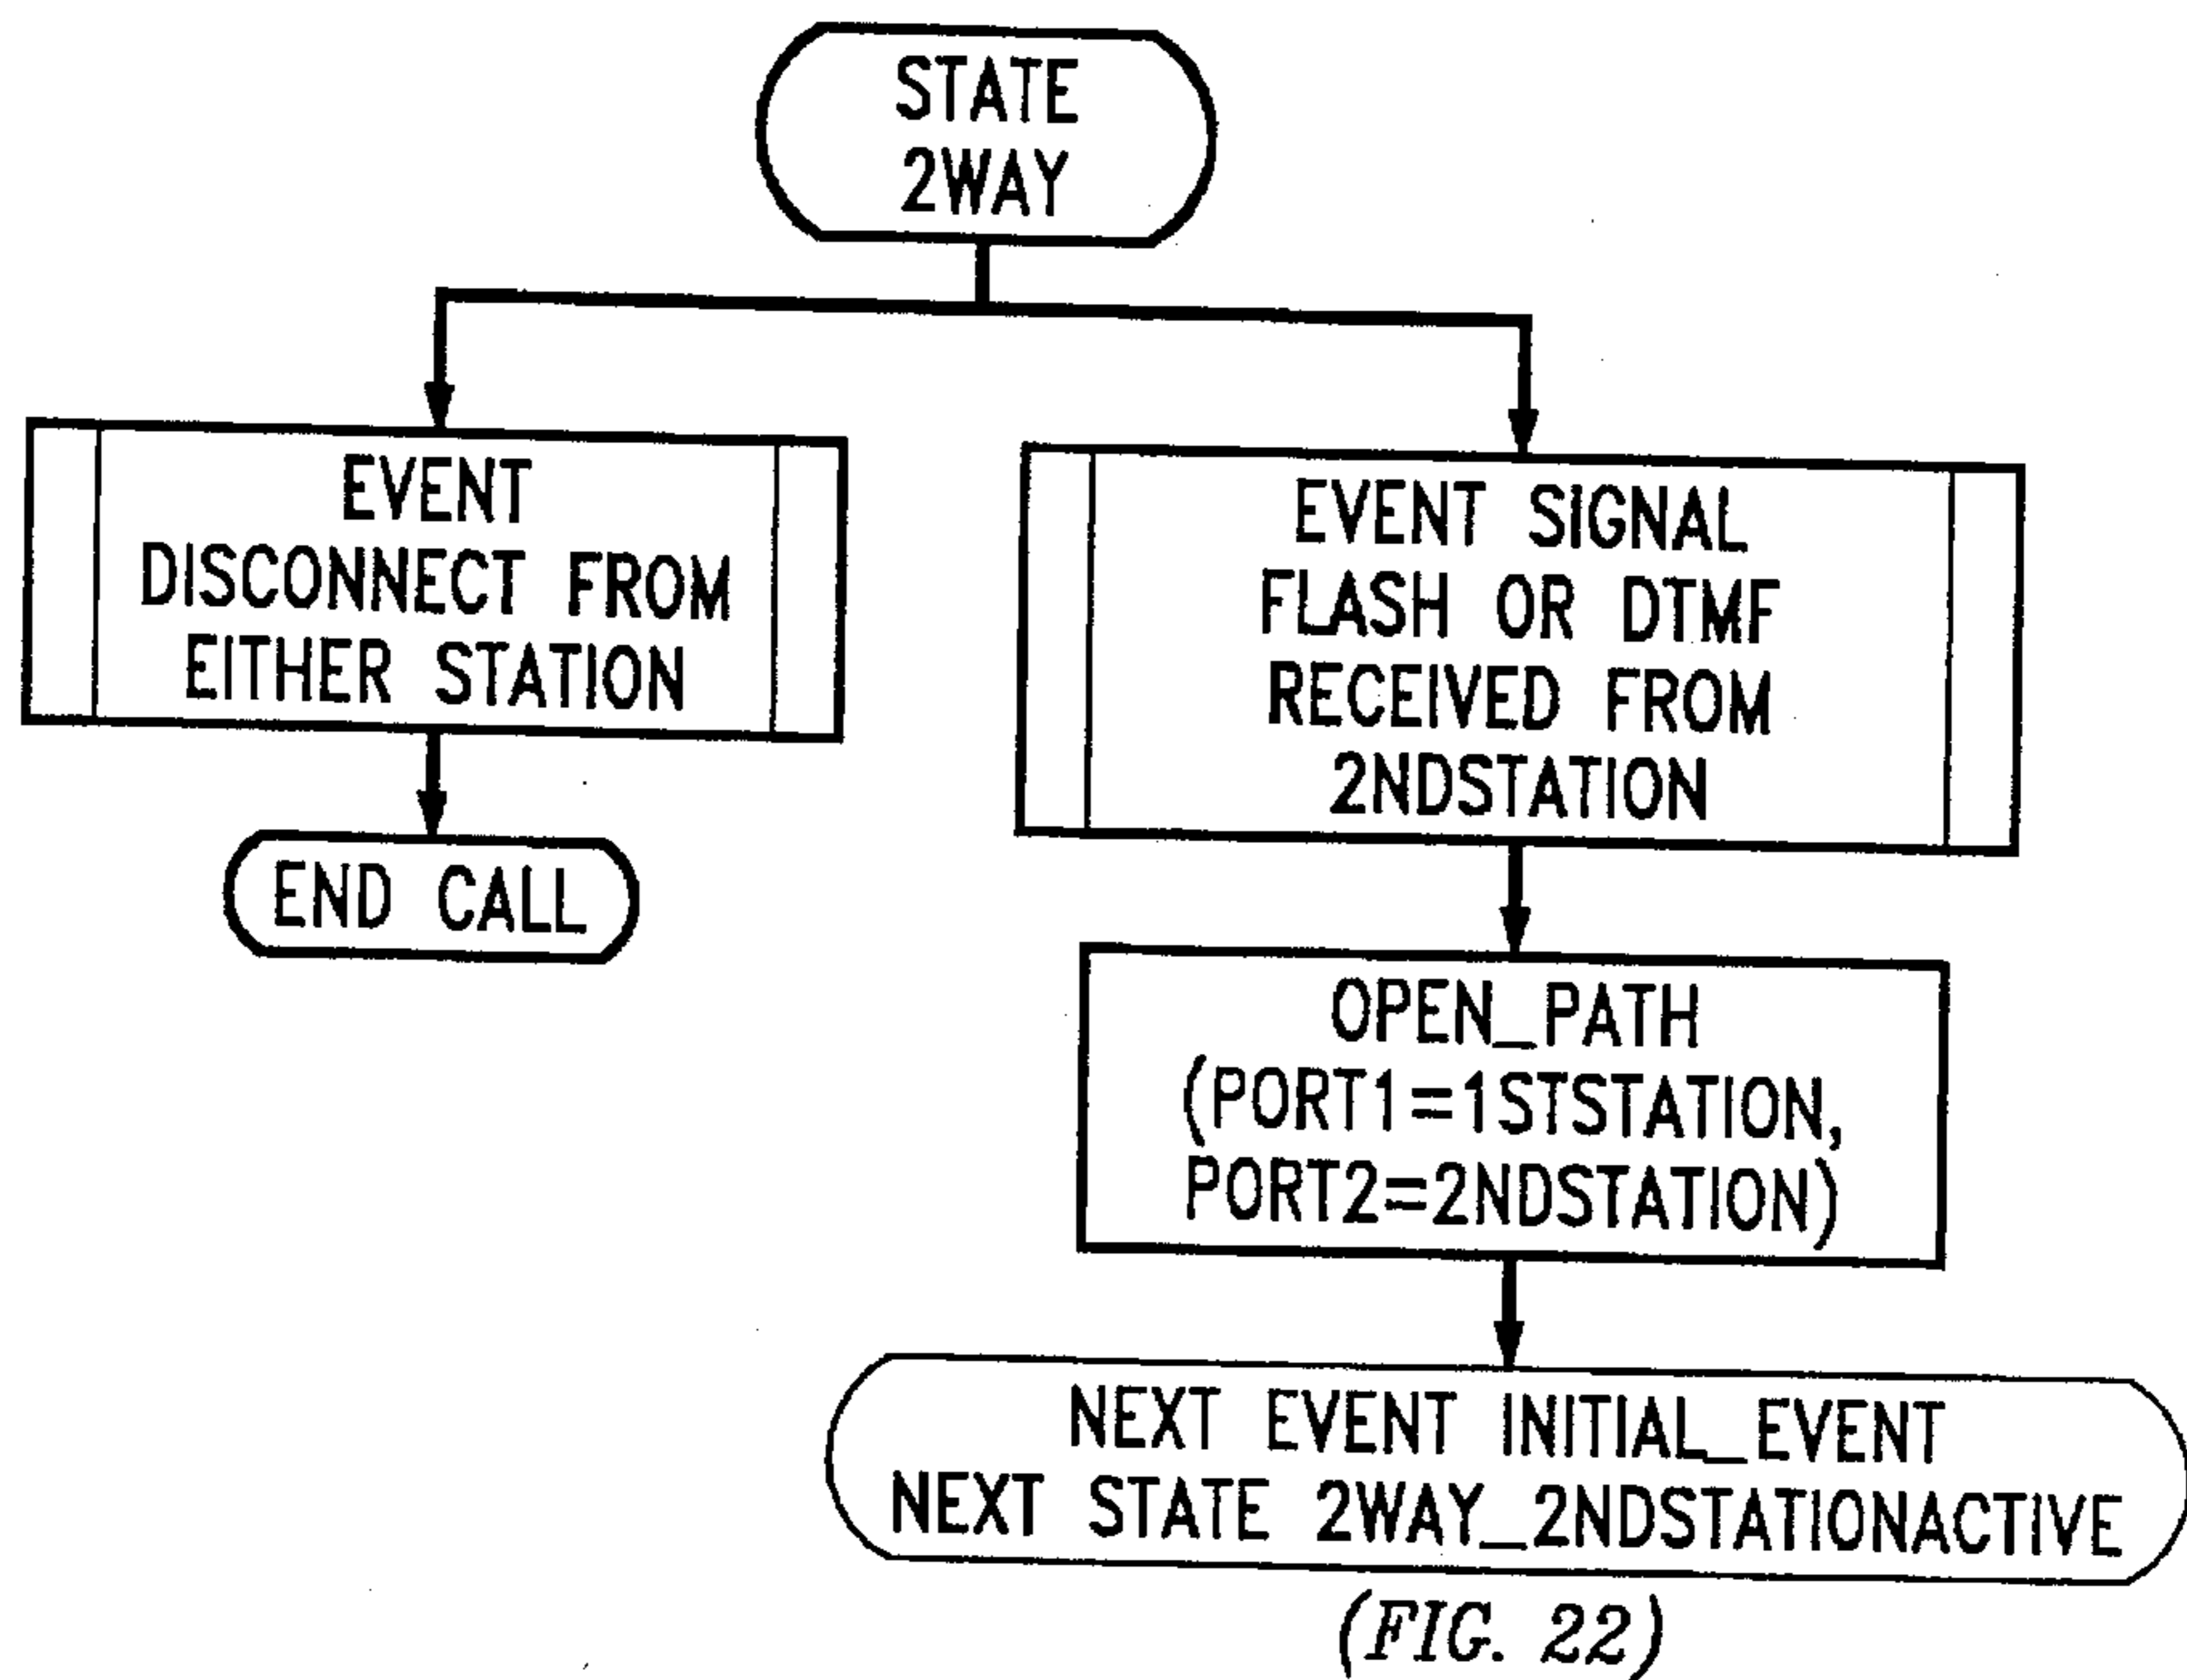 STATE
2WAY
EVENT
DISCONNECT FROM
EITHER STATION
END CALL
EVENT SIGNAL
FLASH OR DTMF
RECEIVED FROM
2NDSTATION
OPEN_PATH
(PORT1=1STSTATION,
PORT2=2NDSTATION)
NEXT EVENT INITIAL_EVENT
NEXT STATE 2WAY_2NDSTATIONACTIVE
(FIG. 22)